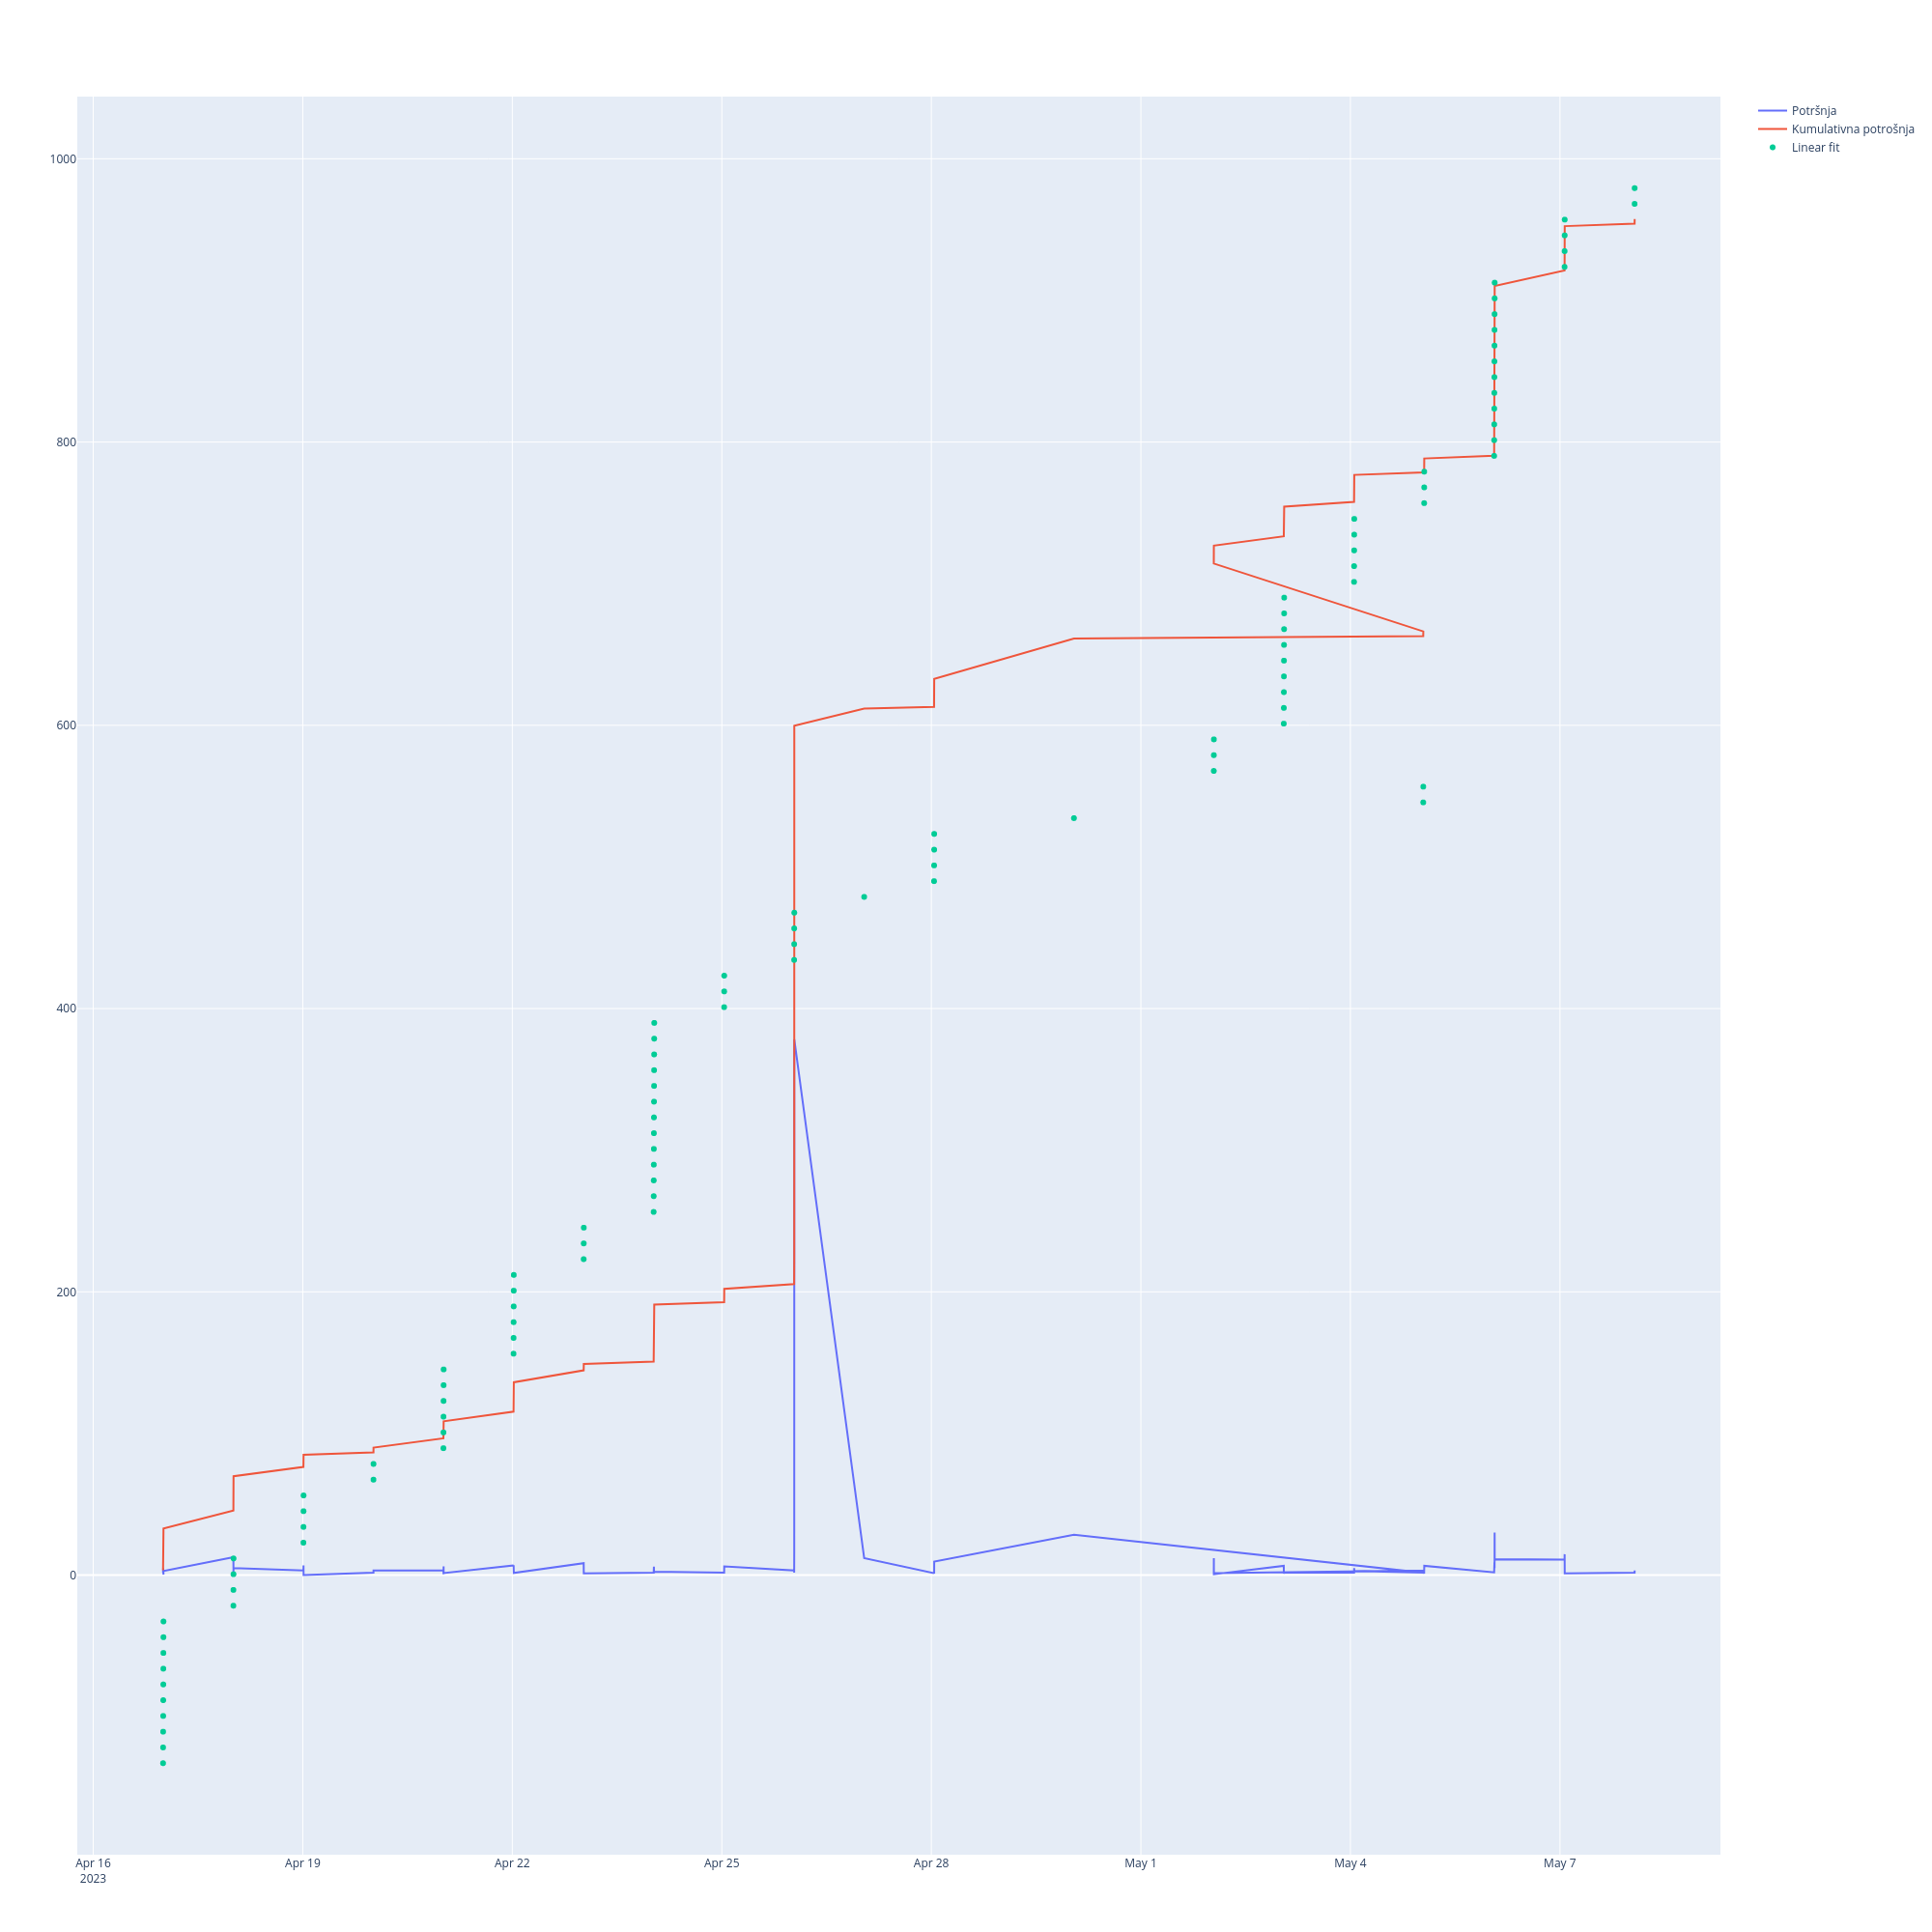 Potršnja
Kumulativna potrošnja
Linear fit
1000
800
600
400
200
0
Apr 16
2023
Apr 19
Apr 22
Apr 25
Apr 28
May 1
May 4
May 7